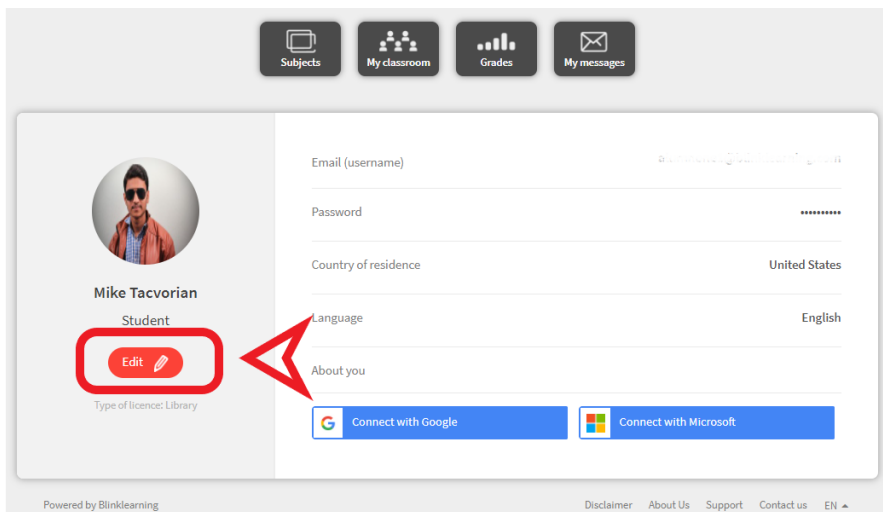 Subjects My classroom Grades My messages
Email (username)
Password ••••••••••
Country of residence United States
Mike Tacvorian
Student
Language English
Edit
About you
Type of licence: Library
Connect with Google Connect with Microsoft
Powered by Blinklearning Disclaimer About Us Support Contact us EN